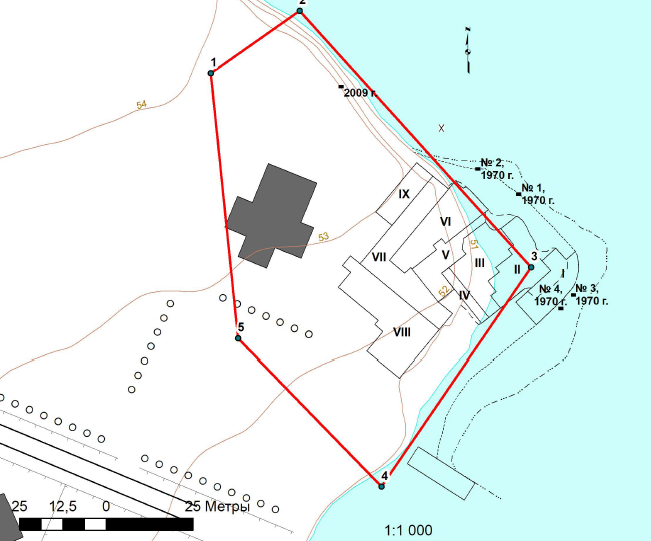 2
1
54
2009 г.
X
№ 2,
1970 г.
№ 1,
1970 г.
IX
VI
53
51
V
VII
III
II
3
I
№ 4,
1970 г.
№ 3,
1970 г.
52
IV
5
VIII
4
25 12,5 0 25 Метры
1:1 000